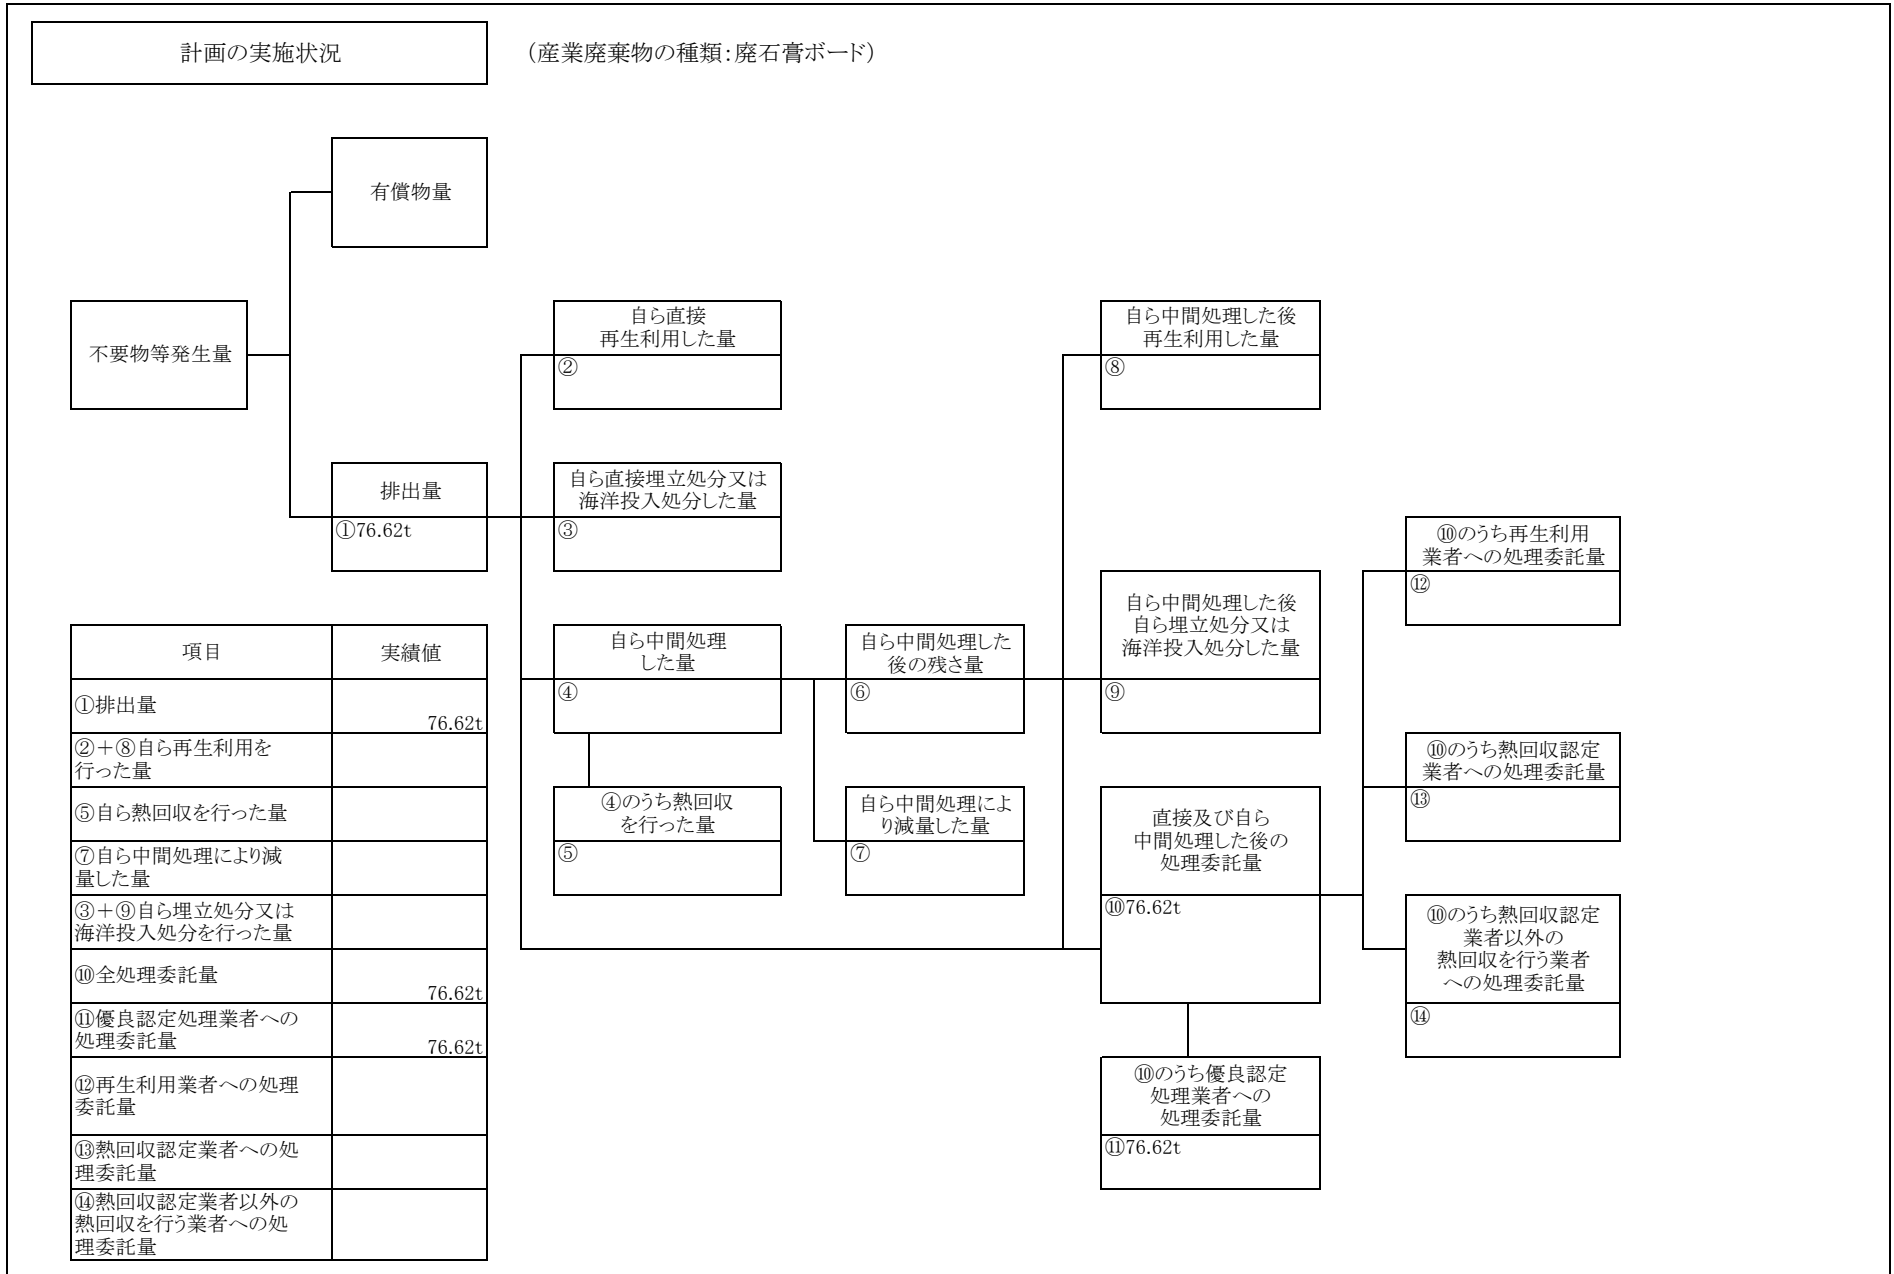 計画の実施状況
（産業廃棄物の種類：廃石膏ボード）
有償物量
不要物等発生量
排出量
①76.62t
自ら直接
再生利用した量
②
自ら直接埋立処分又は
海洋投入処分した量
③
自ら中間処理
した量
④
④のうち熱回収
を行った量
⑤
自ら中間処理した
後の残さ量
⑥
自ら中間処理によ
り減量した量
⑦
自ら中間処理した後
再生利用した量
⑧
自ら中間処理した後
自ら埋立処分又は
海洋投入処分した量
⑨
直接及び自ら
中間処理した後の
処理委託量
⑩76.62t
⑩のうち優良認定
処理業者への
処理委託量
⑪76.62t
⑩のうち再生利用
業者への処理委託量
⑫
⑩のうち熱回収認定
業者への処理委託量
⑬
⑩のうち熱回収認定
業者以外の
熱回収を行う業者
への処理委託量
⑭
項目
実績値
①排出量
76.62t
②＋⑧自ら再生利用を
行った量
⑤自ら熱回収を行った量
⑦自ら中間処理により減
量した量
③＋⑨自ら埋立処分又は
海洋投入処分を行った量
⑩全処理委託量
76.62t
⑪優良認定処理業者への
処理委託量
76.62t
⑫再生利用業者への処理
委託量
⑬熱回収認定業者への処
理委託量
⑭熱回収認定業者以外の
熱回収を行う業者への処
理委託量